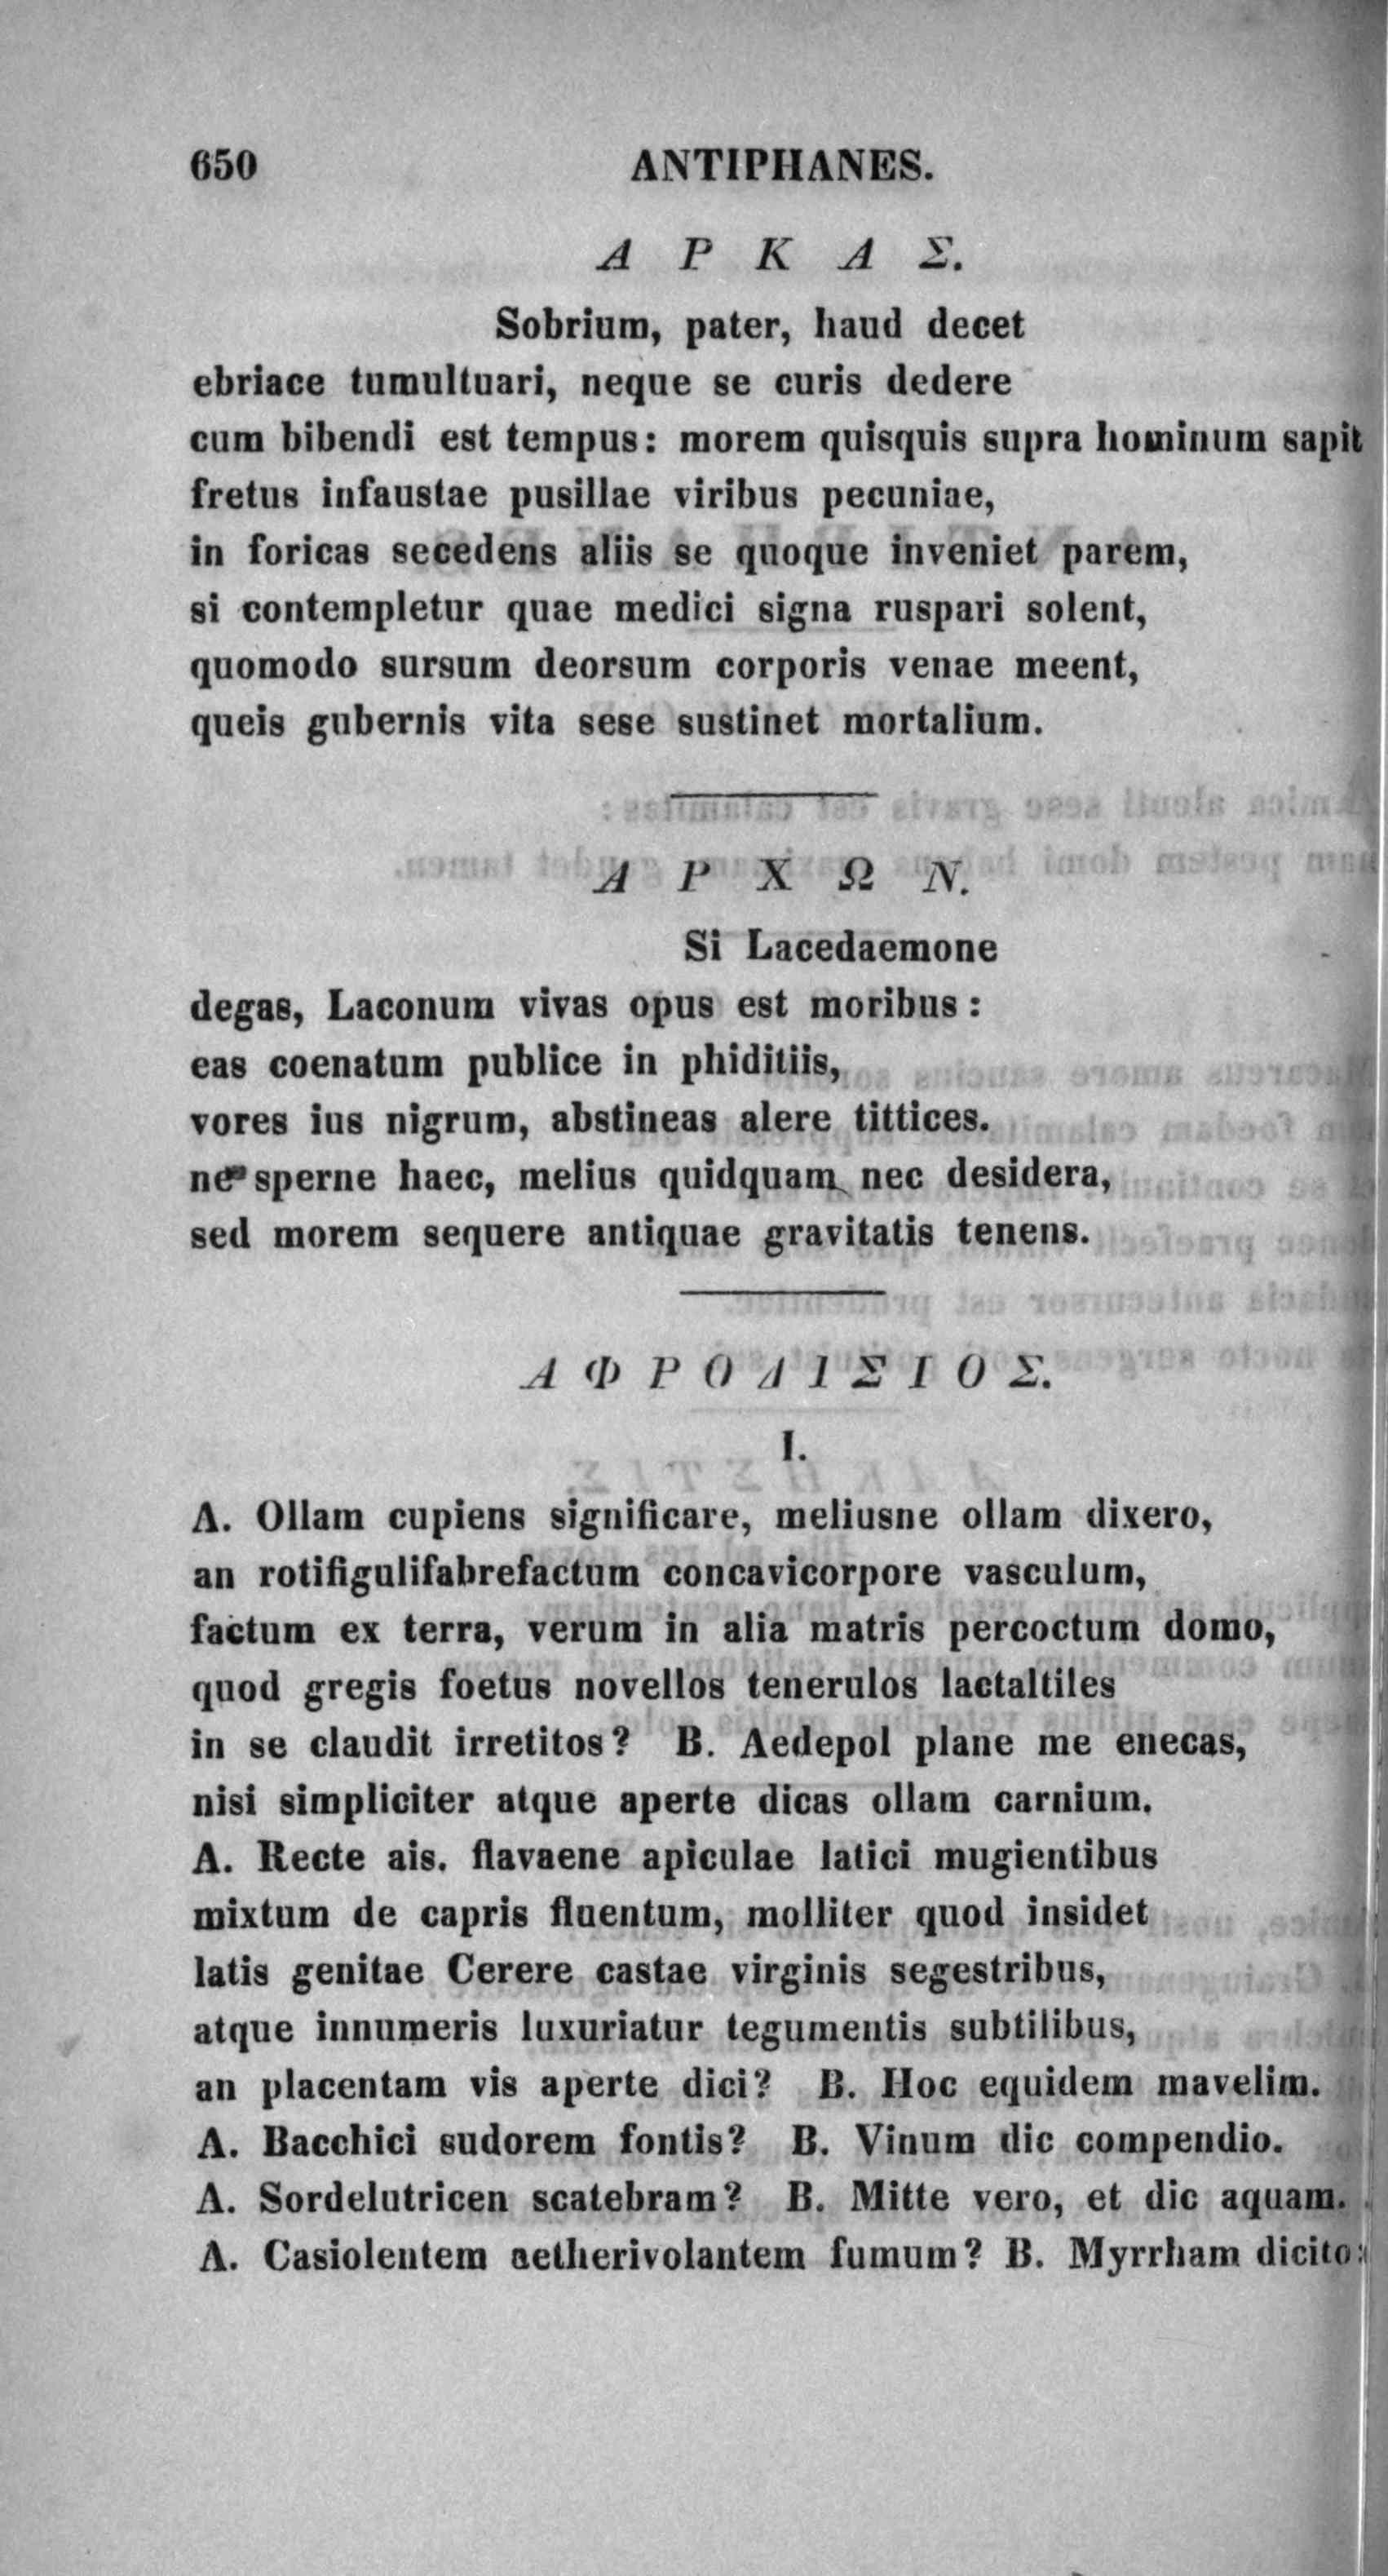 650
ANTIPHANES.
ΑΡΚΑΣ.
Sobrium, pater, haud decet
ebriace tumultuari, neque se curis dedere
cum bibendi est tempus: morem quisquis supra hominum sapit
fretus infaustae pusillae viribus pecuniae,
in foricas secedens aliis se quoque inveniet parem,
si contempletur quae medici signa ruspari solent,
quomodo sursum deorsum corporis venae meent,
queis gubernis vita sese sustinet mortalium.
ΑΡΧΩΝ.
Si Lacedaemone
degas, Laconum vivas opus est moribus:
eas coenatum publice in phiditiis,
vores ius nigrum, abstineas alere tittices.
ne sperne haec, melius quidquam nec desidera,
sed morem sequere antiquae gravitatis tenens.
ΑΦΡΟΔΙΣΙΟΣ.
I.
A. Ollam cupiens significare, meliusne ollam dixero,
an rotifigulifabrefactum concavicorpore vasculum,
factum ex terra, verum in alia matris percoctum domo,
quod gregis foetus novellos tenerulos lactaltiles
in se claudit irretitos? B. Aedepol plane me enecas,
nisi simpliciter atque aperte dicas ollam carnium.
A. Recte ais. flavaene apiculae latici mugientibus
mixtum de capris fluentum, molliter quod insidet
latis genitae Cerere castae virginis segestribus,
atque innumeris luxuriatur tegumentis subtilibus,
an placentam vis aperte dici? B. Hoc equidem mavelim.
A. Bacchici sudorem fontis? B. Vinum dic compendio.
A. Sordelutricen scatebram? B. Mitte vero, et dic aquam.
A. Casiolentem aetherivolantem fumum? B. Myrrham dicito: